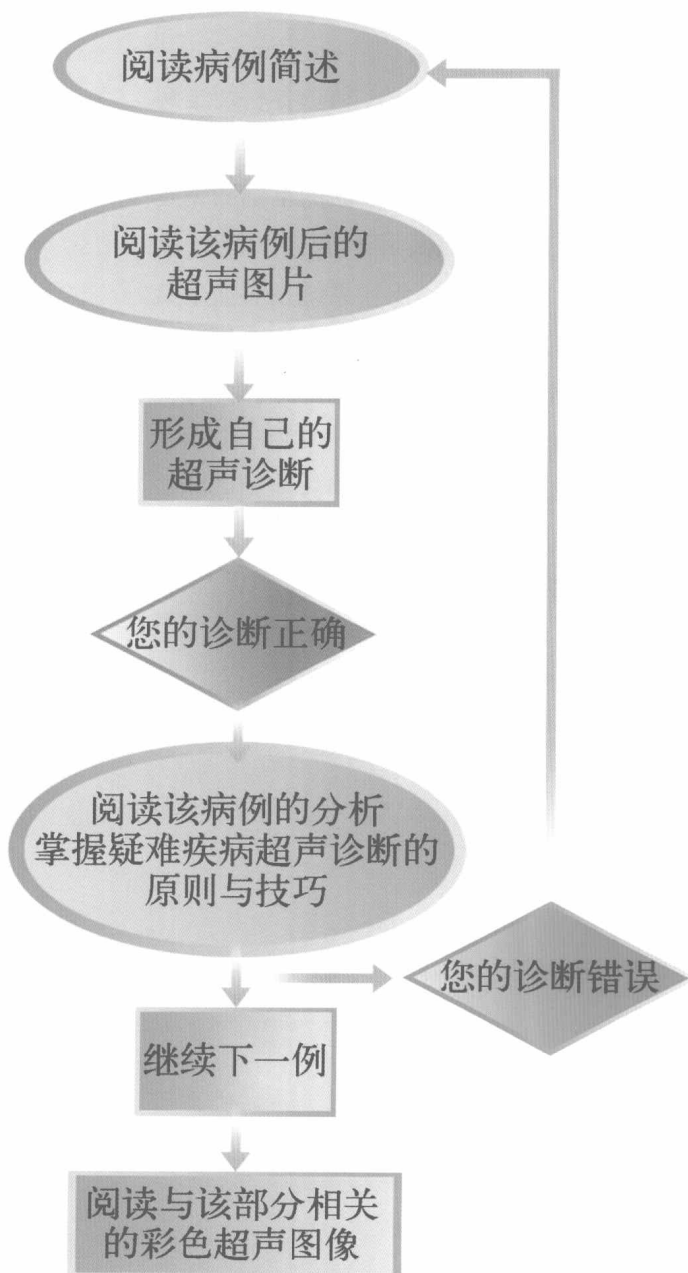 阅读病例简述
阅读该病例后的
超声图片
形成自己的
超声诊断
您的诊断正确
阅读该病例的分析
掌握疑难疾病超声诊断的
原则与技巧
您的诊断错误
继续下一例
阅读与该部分相关
的彩色超声图像